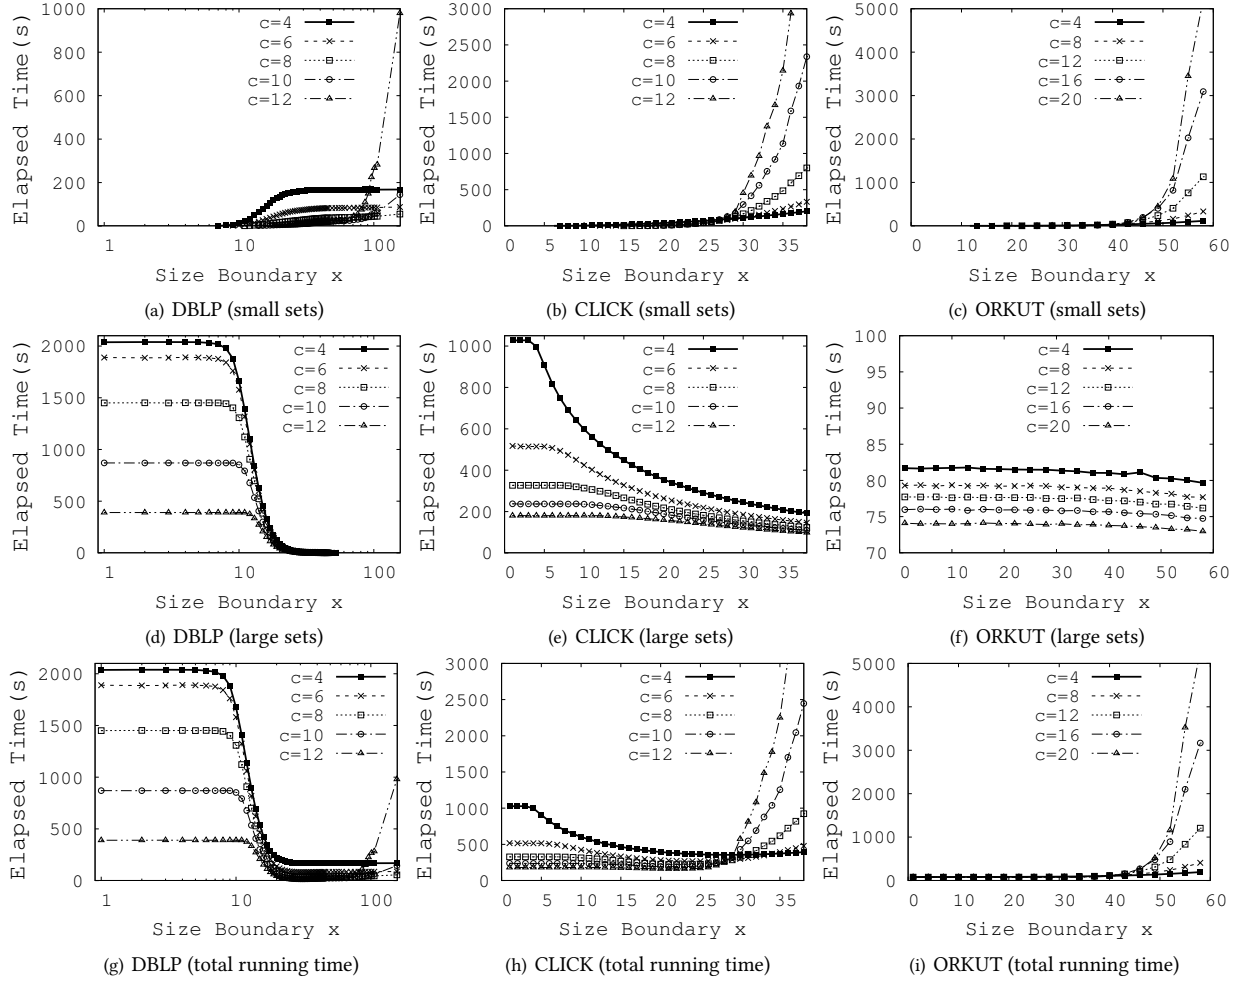 Elapsed Time(s)
1000
800
600
400
200
0
1
10
100
c=4
c=6
c=8
c=10
c=12
Size Boundary x
(a) DBLP (small sets)
Elapsed Time(s)
3000
2500
2000
1500
1000
500
0
0
5
10
15
20
25
30
35
c=4
c=6
c=8
c=10
c=12
Size Boundary x
(b) CLICK (small sets)
Elapsed Time(s)
5000
4000
3000
2000
1000
0
0
10
20
30
40
50
60
c=4
c=8
c=12
c=16
c=20
Size Boundary x
(c) ORKUT (small sets)
Elapsed Time(s)
2000
1500
1000
500
0
1
10
100
c=4
c=6
c=8
c=10
c=12
Size Boundary x
(d) DBLP (large sets)
Elapsed Time(s)
1000
800
600
400
200
0
0
5
10
15
20
25
30
35
c=4
c=6
c=8
c=10
c=12
Size Boundary x
(e) CLICK (large sets)
Elapsed Time(s)
100
95
90
85
80
75
70
0
10
20
30
40
50
60
c=4
c=8
c=12
c=16
c=20
Size Boundary x
(f) ORKUT (large sets)
Elapsed Time(s)
2000
1500
1000
500
0
1
10
100
c=4
c=6
c=8
c=10
c=12
Size Boundary x
(g) DBLP (total running time)
Elapsed Time(s)
3000
2500
2000
1500
1000
500
0
0
5
10
15
20
25
30
35
c=4
c=6
c=8
c=10
c=12
Size Boundary x
(h) CLICK (total running time)
Elapsed Time(s)
5000
4000
3000
2000
1000
0
0
10
20
30
40
50
60
c=4
c=8
c=12
c=16
c=20
Size Boundary x
(i) ORKUT (total running time)